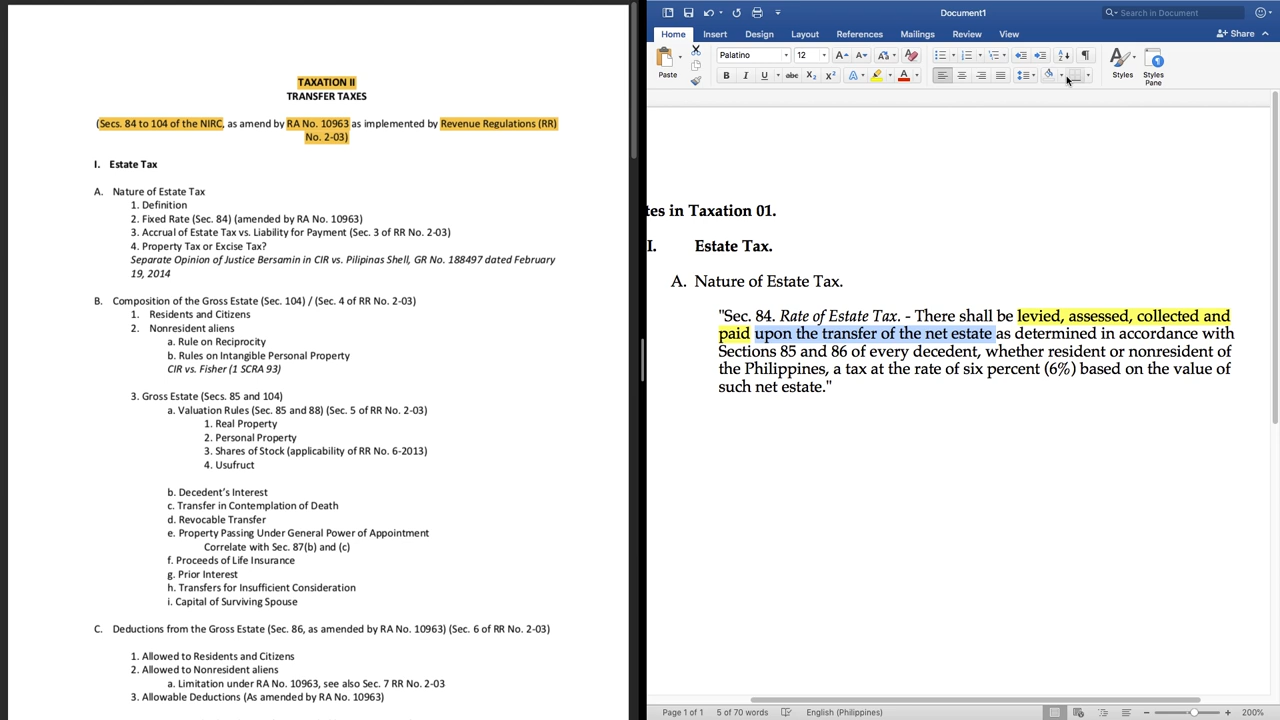 TAXATION II
TRANSFER TAXES
(Secs. 84 to 104 of the NIRC, as amend by RA No. 10963 as implemented by Revenue Regulations (RR)
No. 2-03)
I. Estate Tax
A. Nature of Estate Tax
1. Definition
2. Fixed Rate (Sec. 84) (amended by RA No. 10963)
3. Accrual of Estate Tax vs. Liability for Payment (Sec. 3 of RR No. 2-03)
4. Property Tax or Excise Tax?
Separate Opinion of Justice Bersamin in CIR vs. Pilipinas Shell, GR No. 188497 dated February
19, 2014
B. Composition of the Gross Estate (Sec. 104) / (Sec. 4 of RR No. 2-03)
1. Residents and Citizens
2. Nonresident aliens
a. Rule on Reciprocity
b. Rules on Intangible Personal Property
CIR vs. Fisher (1 SCRA 93)
3. Gross Estate (Secs. 85 and 104)
a. Valuation Rules (Sec. 85 and 88) (Sec. 5 of RR No. 2-03)
1. Real Property
2. Personal Property
3. Shares of Stock (applicability of RR No. 6-2013)
4. Usufruct
b. Decedent's Interest
c. Transfer in Contemplation of Death
d. Revocable Transfer
e. Property Passing Under General Power of Appointment
Correlate with Sec. 87(b) and (c)
f. Proceeds of Life Insurance
g. Prior Interest
h. Transfers for Insufficient Consideration
i. Capital of Surviving Spouse
C. Deductions from the Gross Estate (Sec. 86, as amended by RA No. 10963) (Sec. 6 of RR No. 2-03)
1. Allowed to Residents and Citizens
2. Allowed to Nonresident aliens
a. Limitation under RA No. 10963, see also Sec. 7 RR No. 2-03
3. Allowable Deductions (As amended by RA No. 10963)
Document1
Search in Document
Home Insert Design Layout References Mailings Review View Share
Paste Palatino 12 Styles Styles Pane
B I U abc X2 X2 A A
tes in Taxation 01.
I. Estate Tax.
A. Nature of Estate Tax.
"Sec. 84. Rate of Estate Tax. - There shall be levied, assessed, collected and
paid upon the transfer of the net estate as determined in accordance with
Sections 85 and 86 of every decedent, whether resident or nonresident of
the Philippines, a tax at the rate of six percent (6%) based on the value of
such net estate."
Page 1 of 1 5 of 70 words English (Philippines) 200%